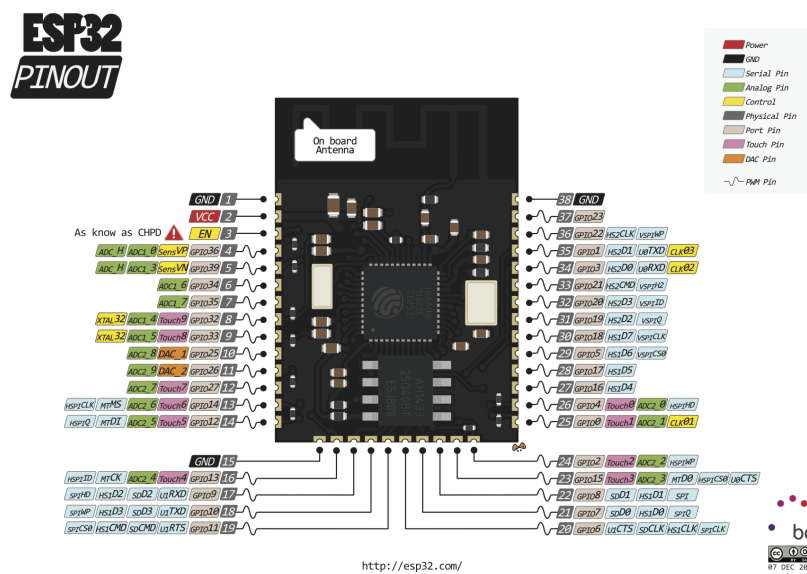 ESP32
PINOUT
Power
GND
Serial Pin
Analog Pin
Control
Physical Pin
Port Pin
Touch Pin
DAC Pin
PWM Pin
On board
Antenna
GND 1
VCC 2
As know as CHPD EN 3
ADC_H ADC1_0 SensVP GPIO36 4
ADC_H ADC1_3 SensVN GPIO39 5
ADC1_6 GPIO34 6
ADC1_7 GPIO35 7
XTAL32 ADC1_4 Touch9 GPIO32 8
XTAL32 ADC1_5 Touch8 GPIO33 9
ADC2_8 DAC_1 GPIO25 10
ADC2_9 DAC_2 GPIO26 11
ADC2_7 Touch7 GPIO27 12
HSPICLK MTMS ADC2_6 Touch6 GPIO14 13
HSPIQ MTDI ADC2_5 Touch5 GPIO12 14
GND 15
HSPIID MTCK ADC2_4 Touch4 GPIO13 16
SPIHD HS1D2 SDD2 U1RXD GPIO9 17
SPIWP HS1D3 SDD3 U1TXD GPIO10 18
SPICS0 HS1CMD SDCMD U1RTS GPIO11 19
38 GND
37 GPIO23
36 GPIO22 HS2CLK VSPIWP
35 GPIO1 HS2D1 U0TXD CLK03
34 GPIO3 HS2D0 U0RXD CLK02
33 GPIO21 HS2CMD VSPIHZ
32 GPIO20 HS2D3 VSPIID
31 GPIO19 HS2D2 VSPIQ
30 GPIO18 HS1D7 VSPICLK
29 GPIO5 HS1D6 VSPICS0
28 GPIO17 HS1D5
27 GPIO16 HS1D4
26 GPIO4 Touch0 ADC2_0 HSPIHD
25 GPIO0 Touch1 ADC2_1 CLK01
24 GPIO2 Touch2 ADC2_2 HSPIWP
23 GPIO15 Touch3 ADC2_3 MTDO HSPICS0 U0CTS
22 GPIO8 SDD1 HS1D1 SPI
21 GPIO7 SDD0 HS1D0 SPIQ
20 GPIO6 U1CTS SDCLK HS1CLK SPICLK
http://esp32.com/
07 DEC 20